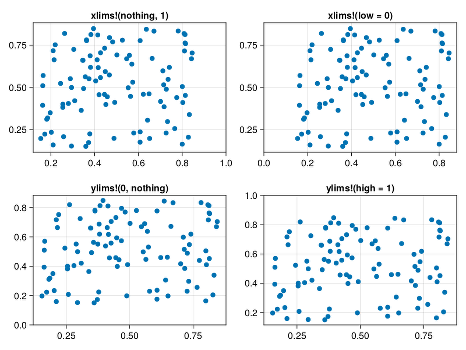 xlims!(nothing, 1)
0.75
0.50
0.25
0.2 0.4 0.6 0.8 1.0
xlims!(low = 0)
0.75
0.50
0.25
0.0 0.2 0.4 0.6 0.8
ylims!(0, nothing)
0.8
0.6
0.4
0.2
0.0
0.25 0.50 0.75
ylims!(high = 1)
1.0
0.8
0.6
0.4
0.2
0.25 0.50 0.75